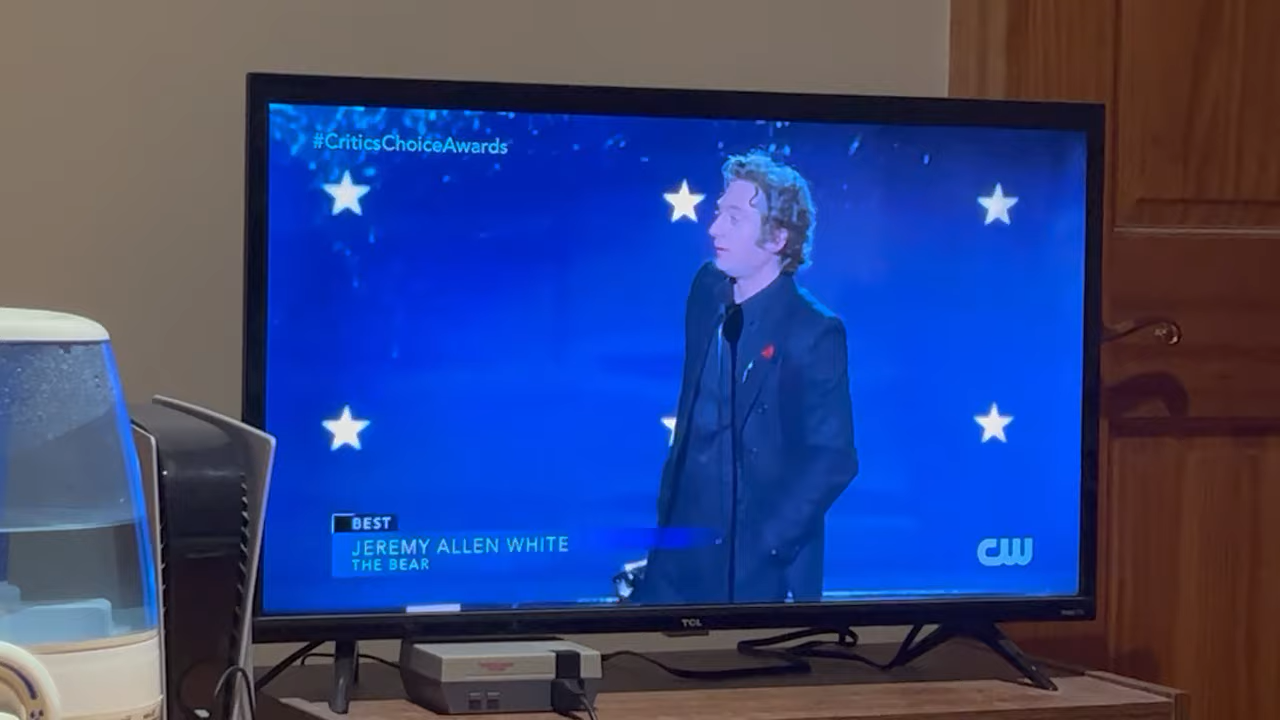 #CriticsChoiceAwards
BEST
JEREMY ALLEN WHITE
THE BEAR
CW
TCL